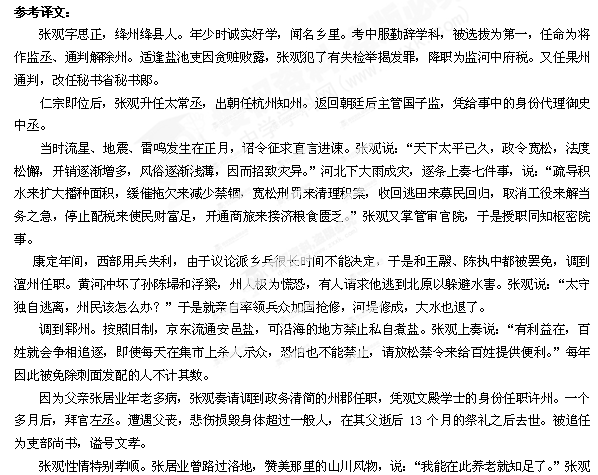 参考译文：
张观字思正，绛州绛县人。年少时诚实好学，闻名乡里。考中服勤辞学科，被选拔为第一，任命为将
作监丞、通判解除州。适逢盐池吏因贪赃败露，张观犯了有失检举揭发罪，降职为监河中府税。又任果州
通判，改任秘书省秘书郎。
仁宗即位后，张观升任太常丞，出朝任杭州知州。返回朝廷后主管国子监，凭给事中的身份代理御史
中丞。
当时流星、地震、雷鸣发生在正月，诏令征求直言进谏。张观说：“天下太平已久，政令宽松，法度
松懈，开销逐渐增多，风俗逐渐浅薄，因而招致灾异。”河北下大雨成灾，逐条上奏七件事，说：“疏导积
水来扩大播种面积，缓催拖欠来减少禁锢，宽松刑罚来清理积案，收回逃田来募民回归，取消工役来解当
务之急，停止配税来使民财富足，开通商旅来接济粮食匮乏。”张观又掌管审官院，于是授职同知枢密院
事。
康定年间，西部用兵失利，由于议论派乡兵很长时间不能决定，于是和王鬷、陈执中都被罢免，调到
澶州任职。黄河冲坏了孙陈埽和浮梁，州人极为慌恐，有人请求他逃到北原以躲避水害。张观说：“太守
独自逃离，州民该怎么办？”于是就亲自率领兵众加固抢修，河堤修成，大水也退了。
调到郓州。按照旧制，京东流通安邑盐，可沿海的地方禁止私自煮盐。张观上奏说：“有利益在，百
姓就会争相追逐，即使每天在集市上杀人示众，恐怕也不能禁止，请放松禁令来给百姓提供便利。”每年
因此被免除刺面发配的人不计其数。
因为父亲张居业年老多病，张观奏请调到政务清简的州郡任职，凭观文殿学士的身份任职许州。一个
多月后，拜官左丞。遭遇父丧，悲伤损毁身体超过一般人，在其父逝后 13 个月的祭礼之后去世。被追任
为吏部尚书，谥号文孝。
张观性情特别孝顺。张居业曾路过洛地，赞美那里的山川风物，说：“我能在此养老就知足了。”张观